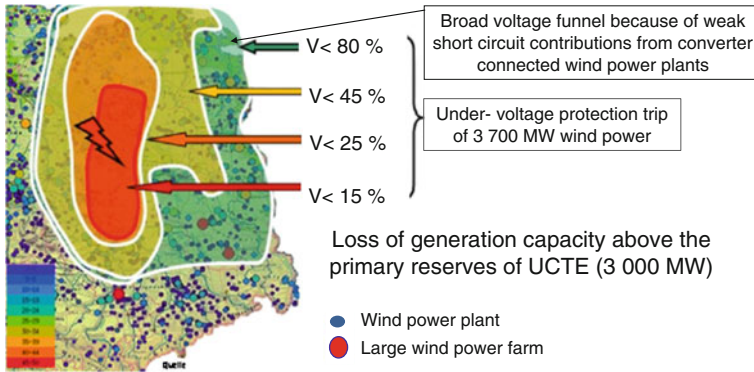 Broad voltage funnel because of weak
short circuit contributions from converter
connected wind power plants
V< 80 %
V< 45 %
V< 25 %
V< 15 %
Under- voltage protection trip
of 3 700 MW wind power
Loss of generation capacity above the
primary reserves of UCTE (3 000 MW)
Wind power plant
Large wind power farm
Quelle